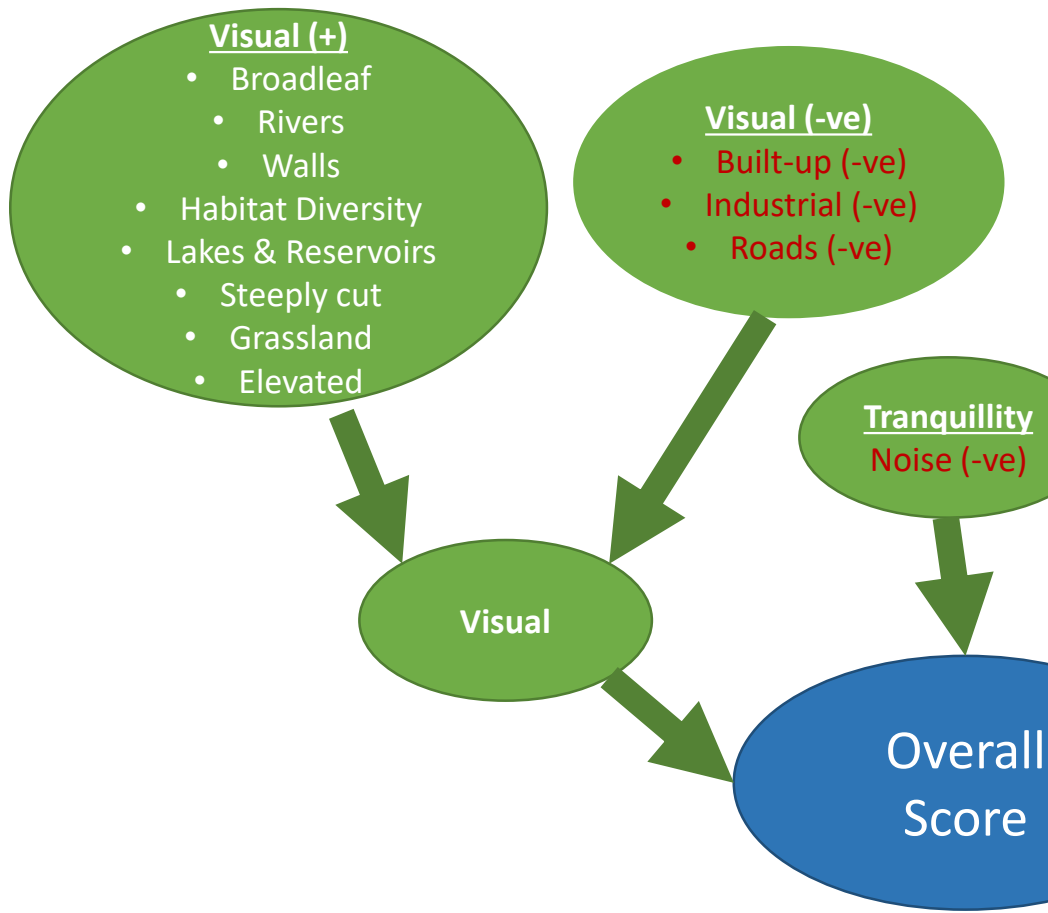 Visual (+)
• Broadleaf
• Rivers
• Walls
• Habitat Diversity
• Lakes & Reservoirs
• Steeply cut
• Grassland
• Elevated
Visual (-ve)
• Built-up (-ve)
• Industrial (-ve)
• Roads (-ve)
Tranquillity
Noise (-ve)
Visual
Overall
Score